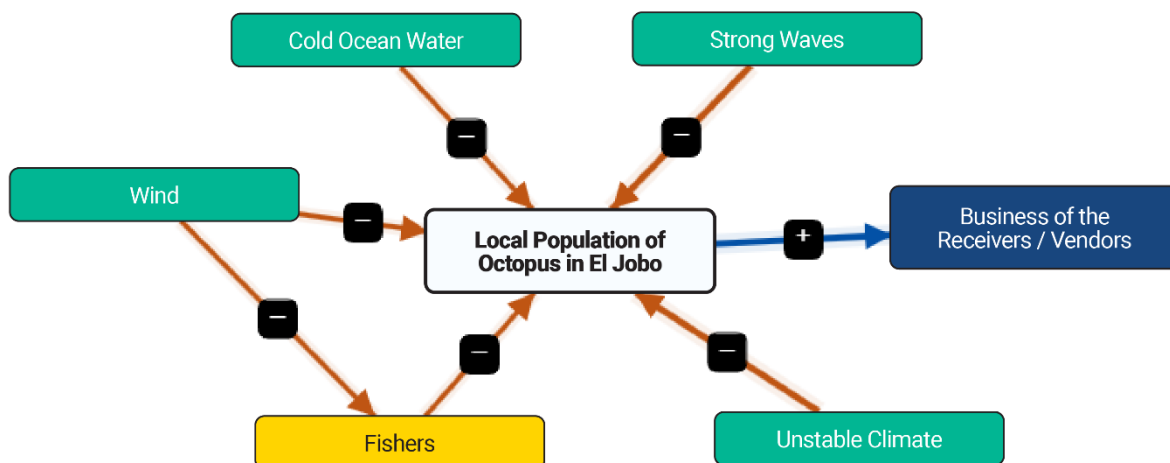 Cold Ocean Water
Strong Waves
−
−
Wind
−
Local Population of
Octopus in El Jobo
+
Business of the
Receivers / Vendors
−
−
−
Fishers
Unstable Climate